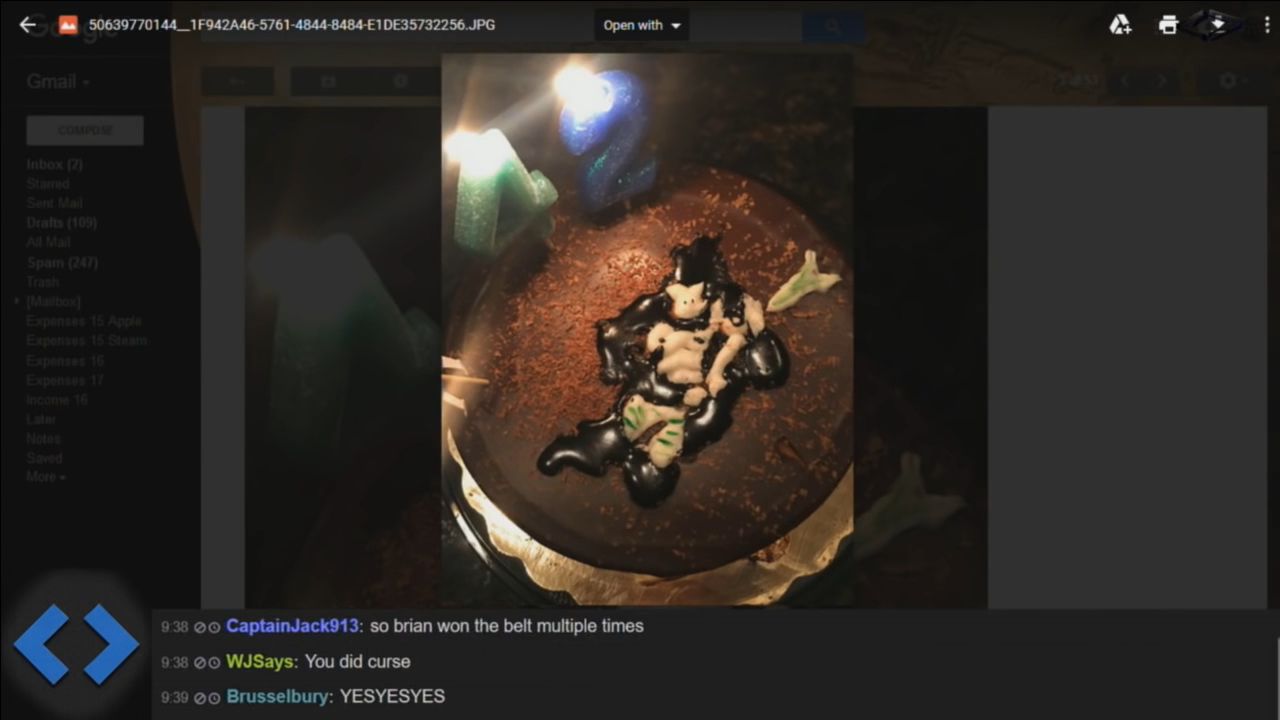 50639770144__1F942A46-5761-4844-8484-E1DE35732256.JPG
Open with
Gmail
COMPOSE
Inbox (2)
Starred
Sent Mail
Drafts (109)
All Mail
Spam (247)
Trash
[Mailbox]
Expenses 15 Apple
Expenses 15 Steam
Expenses 16
Expenses 17
Income 16
Later
Notes
Saved
More
9:38 CaptainJack913: so brian won the belt multiple times
9:38 WJSays: You did curse
9:39 Brusselbury: YESYESYES